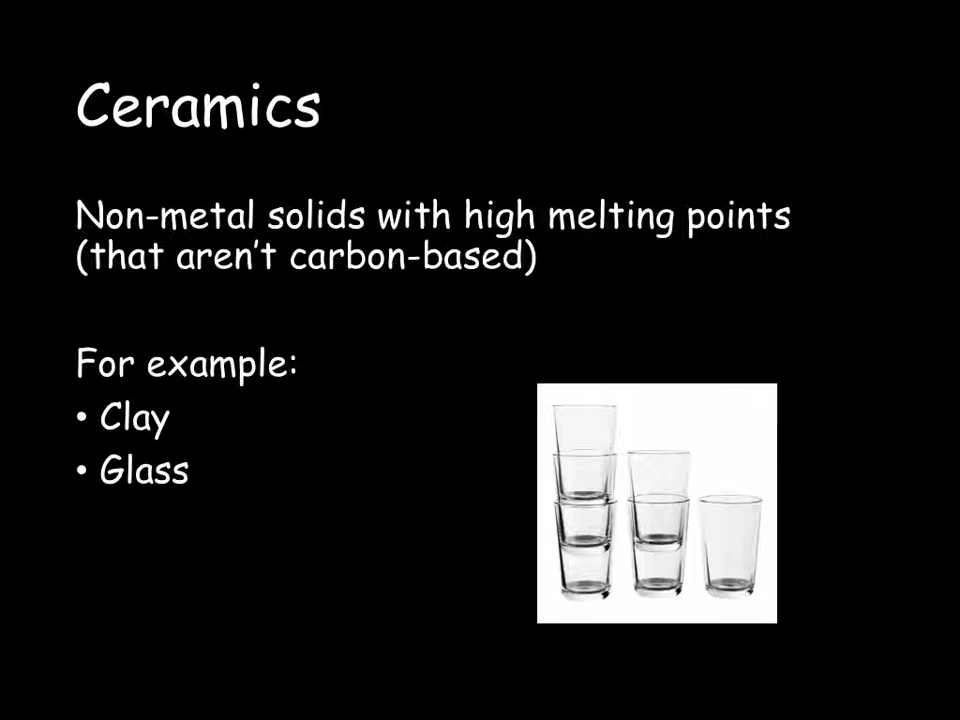 Ceramics
Non-metal solids with high melting points
(that aren’t carbon-based)
For example:
• Clay
• Glass